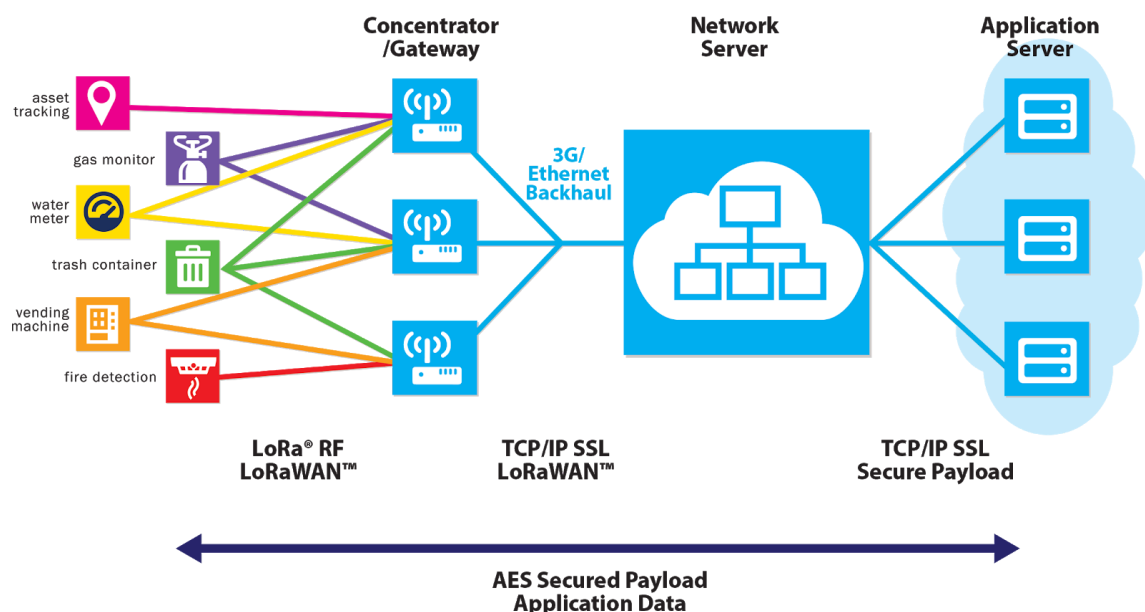 Concentrator
/Gateway
Network
Server
Application
Server
asset
tracking
gas monitor
water
meter
trash container
vending
machine
fire detection
3G/
Ethernet
Backhaul
LoRa® RF
LoRaWAN™
TCP/IP SSL
LoRaWAN™
TCP/IP SSL
Secure Payload
AES Secured Payload
Application Data